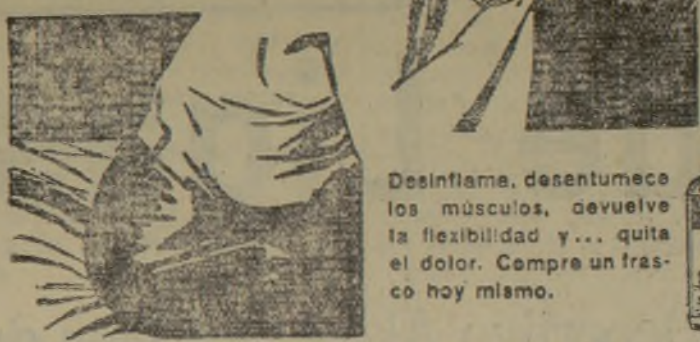 Desinflama, desentumece
los músculos, devuelve
la flexibilidad y... quita
el dolor. Compre un fras-
co hoy mismo.